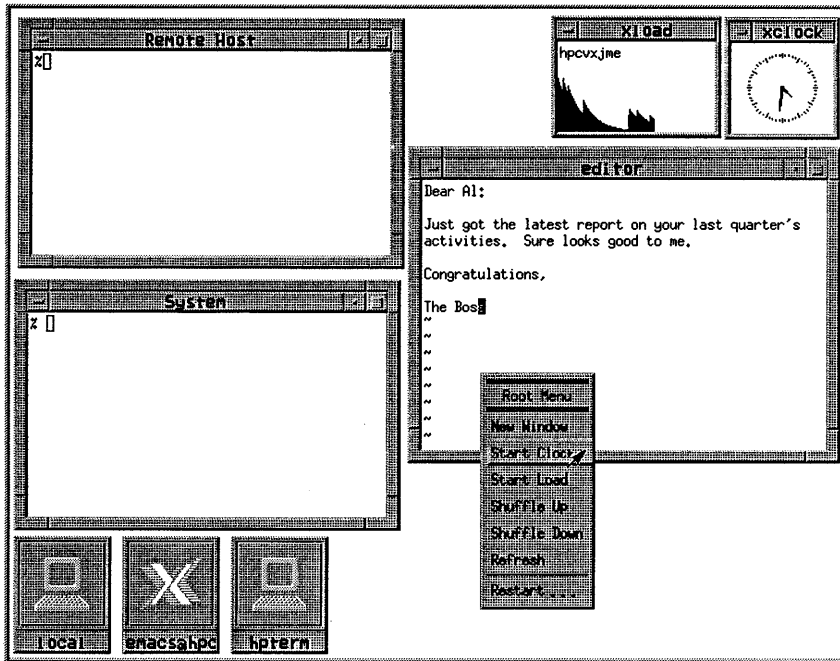 Remote Host
%
xload
hpcvxjme
xclock
editor
Dear Al:
Just got the latest report on your last quarter's
activities.  Sure looks good to me.
Congratulations,
The Boss
~
~
~
~
~
~
~
~
System
%
Root Menu
New Window
Start Clock
Start Load
Shuffle Up
Shuffle Down
Refresh
Restart ...
local
emacs@hpc
hpterm